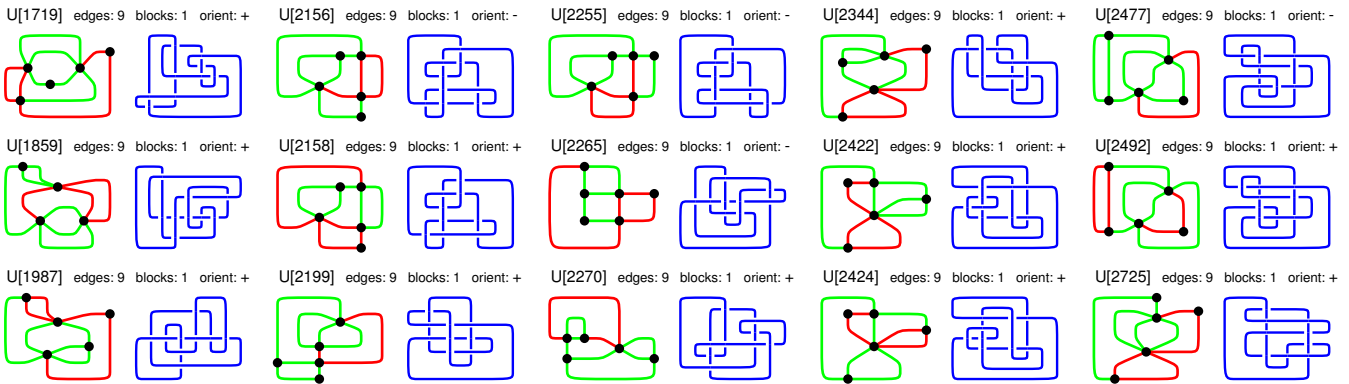 U[1719] edges: 9 blocks: 1 orient: +
U[2156] edges: 9 blocks: 1 orient: -
U[2255] edges: 9 blocks: 1 orient: -
U[2344] edges: 9 blocks: 1 orient: +
U[2477] edges: 9 blocks: 1 orient: -
U[1859] edges: 9 blocks: 1 orient: +
U[2158] edges: 9 blocks: 1 orient: +
U[2265] edges: 9 blocks: 1 orient: -
U[2422] edges: 9 blocks: 1 orient: +
U[2492] edges: 9 blocks: 1 orient: +
U[1987] edges: 9 blocks: 1 orient: +
U[2199] edges: 9 blocks: 1 orient: +
U[2270] edges: 9 blocks: 1 orient: +
U[2424] edges: 9 blocks: 1 orient: +
U[2725] edges: 9 blocks: 1 orient: +